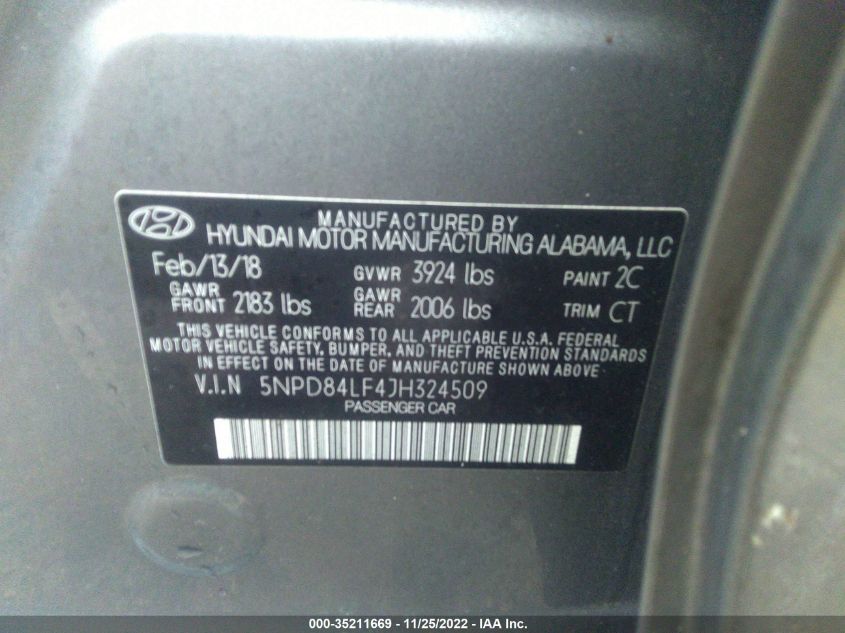 MANUFACTURED BY
HYUNDAI MOTOR MANUFACTURING ALABAMA, LLC
Feb/13/18 GVWR 3924 lbs PAINT 2C
GAWR FRONT 2183 lbs GAWR REAR 2006 lbs TRIM CT
THIS VEHICLE CONFORMS TO ALL APPLICABLE U.S.A. FEDERAL
MOTOR VEHICLE SAFETY, BUMPER, AND THEFT PREVENTION STANDARDS
IN EFFECT ON THE DATE OF MANUFACTURE SHOWN ABOVE
V.I.N 5NPD84LF4JH324509
PASSENGER CAR
000-35211669 - 11/25/2022 - IAA Inc.